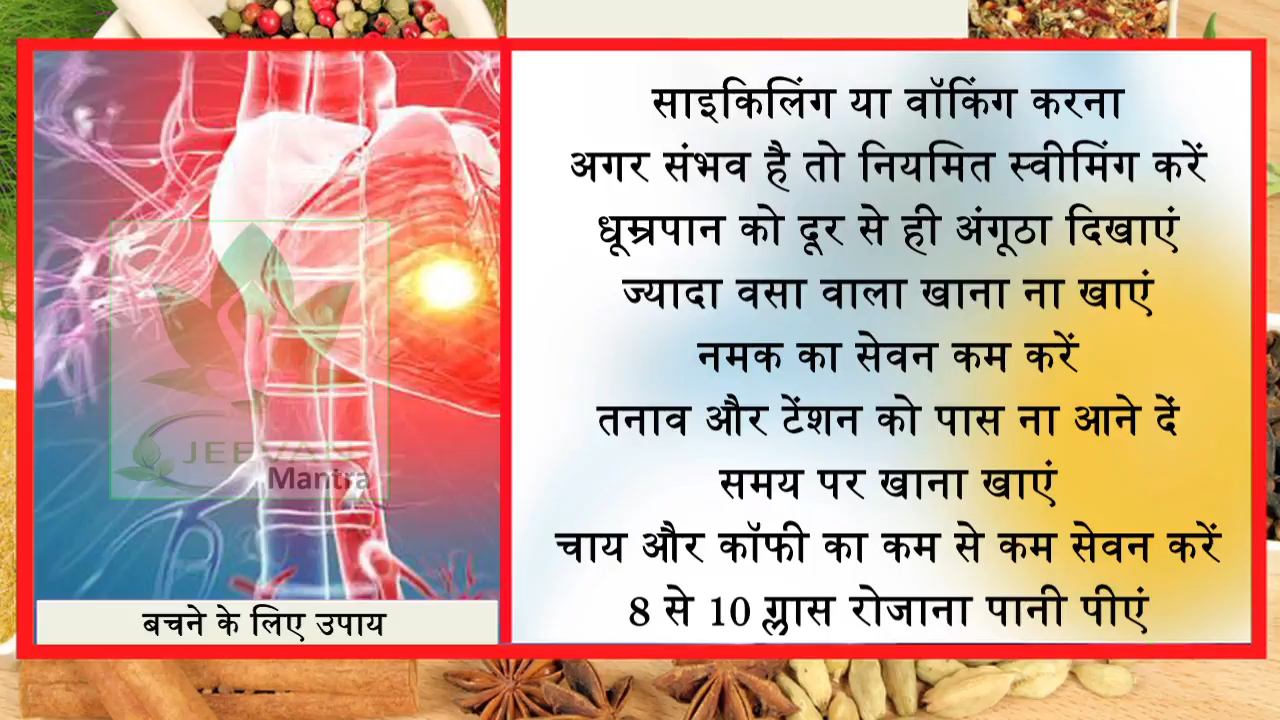 साइकिलिंग या वॉकिंग करना
अगर संभव है तो नियमित स्वीमिंग करें
धूम्रपान को दूर से ही अंगूठा दिखाएं
ज्यादा वसा वाला खाना ना खाएं
नमक का सेवन कम करें
तनाव और टेंशन को पास ना आने दें
समय पर खाना खाएं
चाय और कॉफी का कम से कम सेवन करें
8 से 10 ग्लास रोजाना पानी पीएं
JEEVAN
Mantra
बचने के लिए उपाय